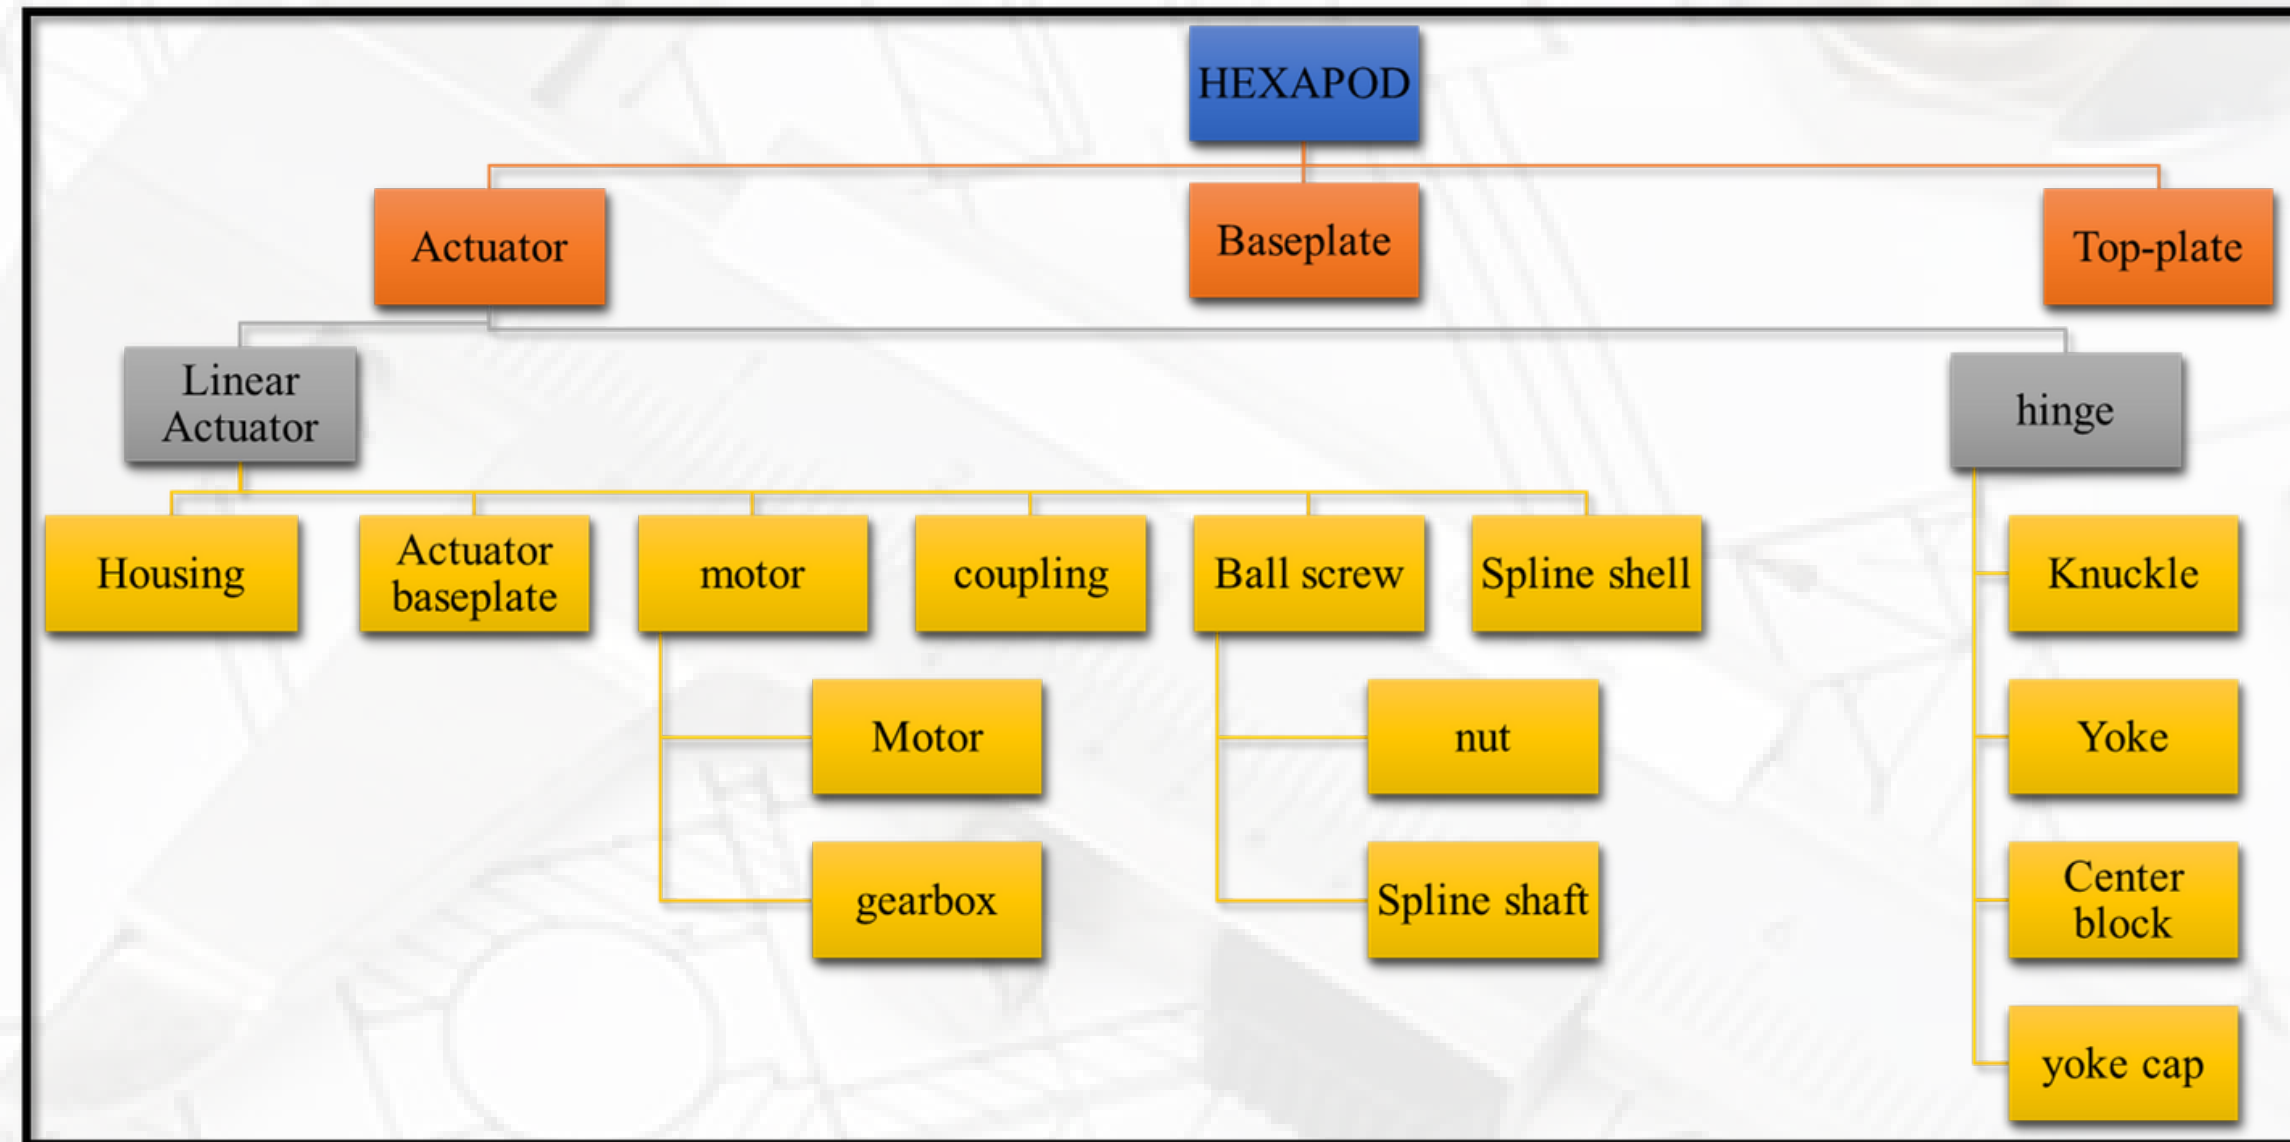 HEXAPOD
Actuator
Baseplate
Top-plate
Linear
Actuator
hinge
Housing
Actuator
baseplate
motor
coupling
Ball screw
Spline shell
Knuckle
Motor
nut
Yoke
gearbox
Spline shaft
Center
block
yoke cap